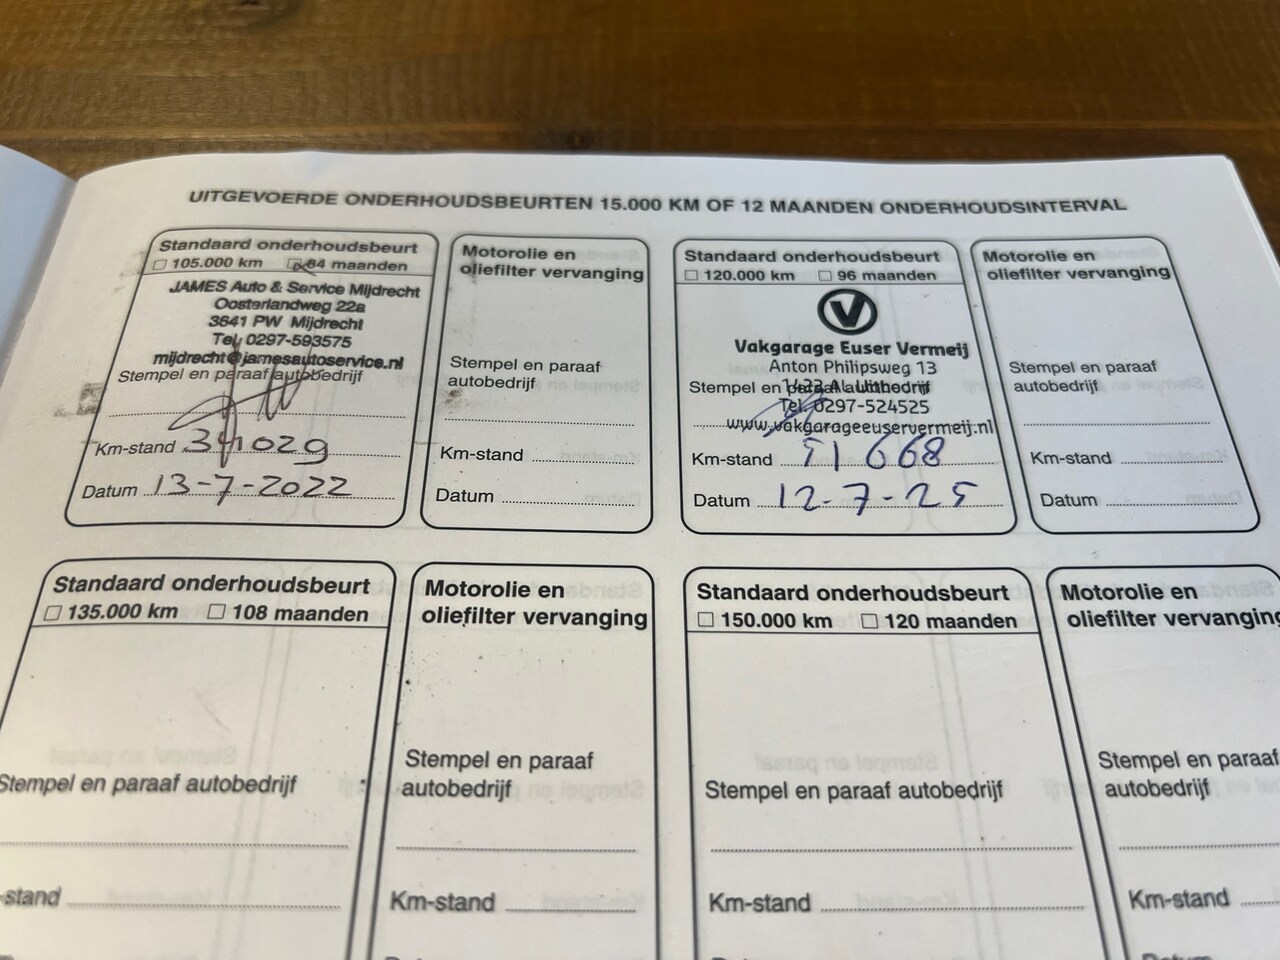 UITGEVOERDE ONDERHOUDSBEURTEN 15.000 KM OF 12 MAANDEN ONDERHOUDSINTERVAL
Standaard onderhoudsbeurt
105.000 km 84 maanden
JAMES Auto & Service Mijdrecht
Oosterlandweg 22a
3641 PW Mijdrecht
Tel 0297-593575
mijdrecht@jamesautoservice.nl
Stempel en paraaf autobedrijf
Km-stand
Datum 13-7-2022
Motorolie en
oliefilter vervanging
Stempel en paraaf
autobedrijf
Km-stand
Datum
Standaard onderhoudsbeurt
120.000 km 96 maanden
V
Vakgarage Euser Vermeij
Anton Philipsweg 13
Stempel en paraaf autobedrijf
Tel. 0297-524525
www.vakgarageeuservermeij.nl
Km-stand 51668
Datum 12-7-25
Motorolie en
oliefilter vervanging
Stempel en paraaf
autobedrijf
Km-stand
Datum
Standaard onderhoudsbeurt
135.000 km 108 maanden
Stempel en paraaf autobedrijf
-stand
Motorolie en
oliefilter vervanging
Stempel en paraaf
autobedrijf
Km-stand
Standaard onderhoudsbeurt
150.000 km 120 maanden
Stempel en paraaf autobedrijf
Km-stand
Motorolie en
oliefilter vervanging
Stempel en paraaf
autobedrijf
Km-stand